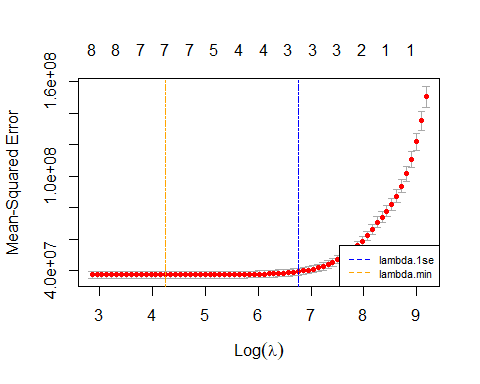 8 8 7 7 7 5 4 4 3 3 3 2 1 1
Mean-Squared Error
1.6e+08
1.0e+08
4.0e+07
lambda.1se
lambda.min
3 4 5 6 7 8 9
Log(λ)